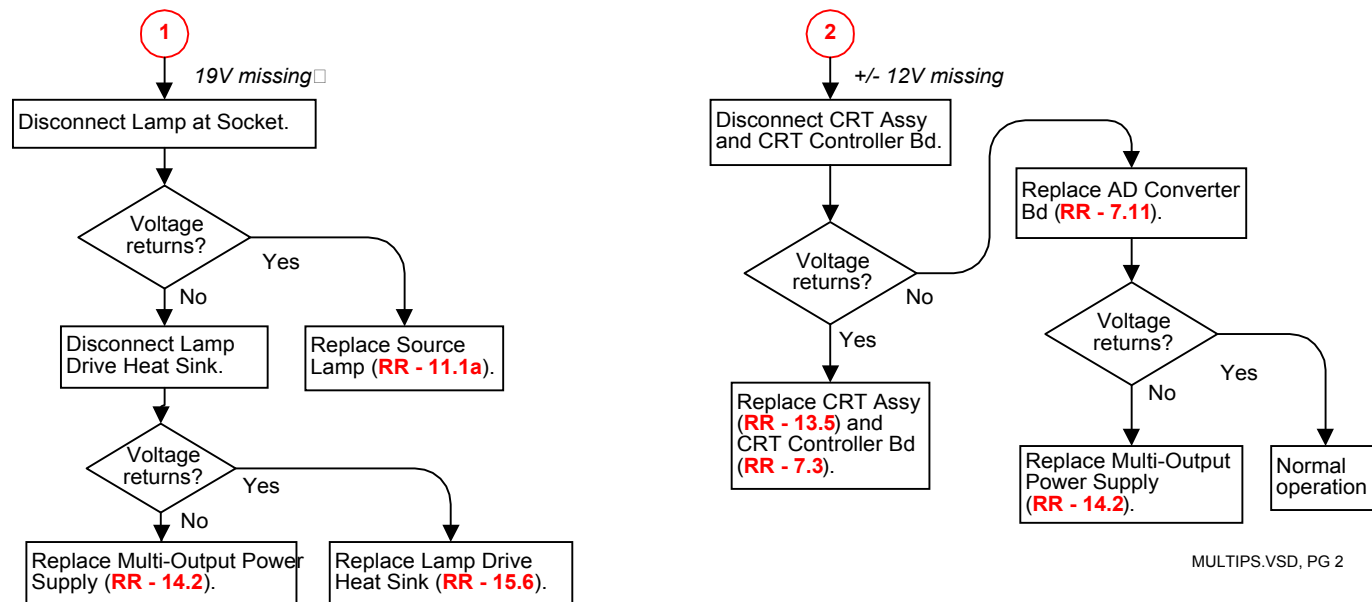 1
19V missing
Disconnect Lamp at Socket.
Voltage
returns?
Yes
No
Disconnect Lamp
Drive Heat Sink.
Replace Source
Lamp (RR - 11.1a).
Voltage
returns?
Yes
No
Replace Multi-Output Power
Supply (RR - 14.2).
Replace Lamp Drive
Heat Sink (RR - 15.6).
2
+/- 12V missing
Disconnect CRT Assy
and CRT Controller Bd.
Voltage
returns?
No
Yes
Replace CRT Assy
(RR - 13.5) and
CRT Controller Bd
(RR - 7.3).
Replace AD Converter
Bd (RR - 7.11).
Voltage
returns?
Yes
No
Replace Multi-Output
Power Supply
(RR - 14.2).
Normal
operation
MULTIPS.VSD, PG 2